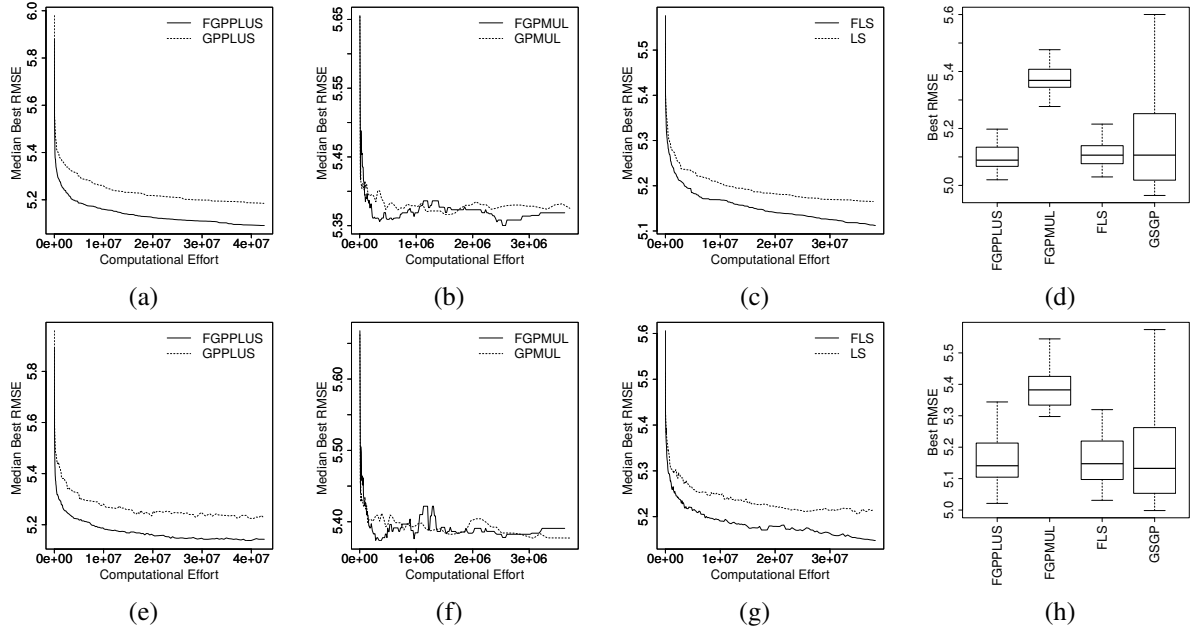 FGPPLUS
GPPLUS
Median Best RMSE
6.0
5.8
5.6
5.4
5.2
0e+00 1e+07 2e+07 3e+07 4e+07
Computational Effort
(a)
FGPMUL
GPMUL
Median Best RMSE
5.65
5.55
5.45
5.35
0e+00 1e+06 2e+06 3e+06
Computational Effort
(b)
FLS
LS
Median Best RMSE
5.5
5.4
5.3
5.2
5.1
0e+00 1e+07 2e+07 3e+07
Computational Effort
(c)
Best RMSE
5.6
5.4
5.2
5.0
FGPPLUS
FGPMUL
FLS
GSGP
(d)
FGPPLUS
GPPLUS
Median Best RMSE
5.8
5.6
5.4
5.2
0e+00 1e+07 2e+07 3e+07 4e+07
Computational Effort
(e)
FGPMUL
GPMUL
Median Best RMSE
5.60
5.50
5.40
0e+00 1e+06 2e+06 3e+06
Computational Effort
(f)
FLS
LS
Median Best RMSE
5.6
5.5
5.4
5.3
5.2
0e+00 1e+07 2e+07 3e+07
Computational Effort
(g)
Best RMSE
5.5
5.4
5.3
5.2
5.1
5.0
FGPPLUS
FGPMUL
FLS
GSGP
(h)